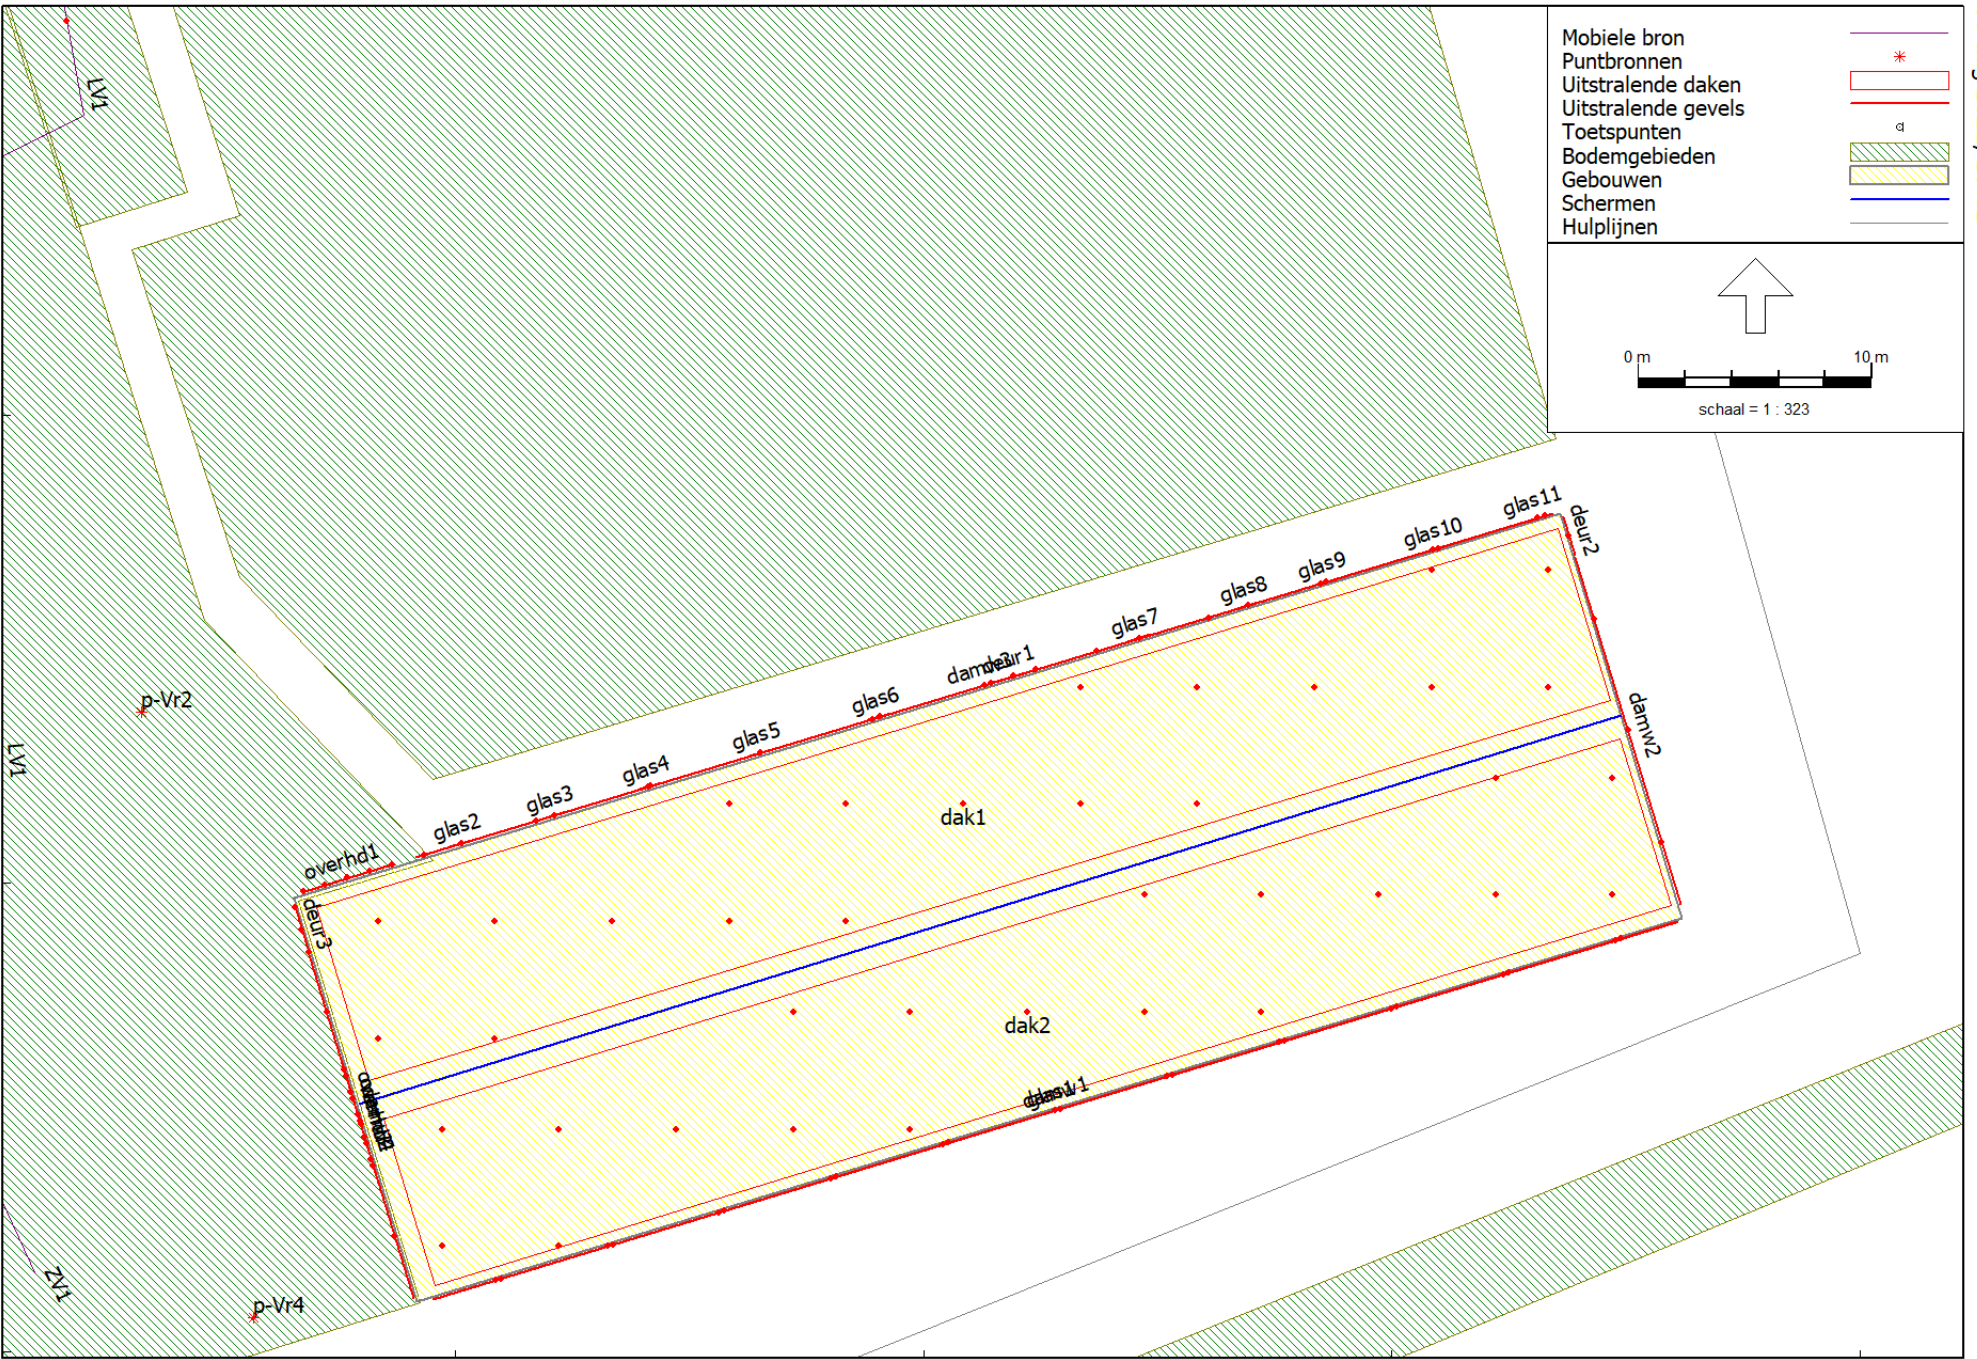 Mobiele bron
Puntbronnen
Uitstralende daken
Uitstralende gevels
Toetspunten
Bodemgebieden
Gebouwen
Schermen
Hulplijnen
0 m 10 m
schaal = 1 : 323
LV1
glas11
deur2
glas10
glas9
glas8
glas7
deur1
glas6
glas5
glas4
glas3
glas2
overhd1
p-Vr2
LV1
damw2
dak1
deur3
dak2
ZV1
p-Vr4